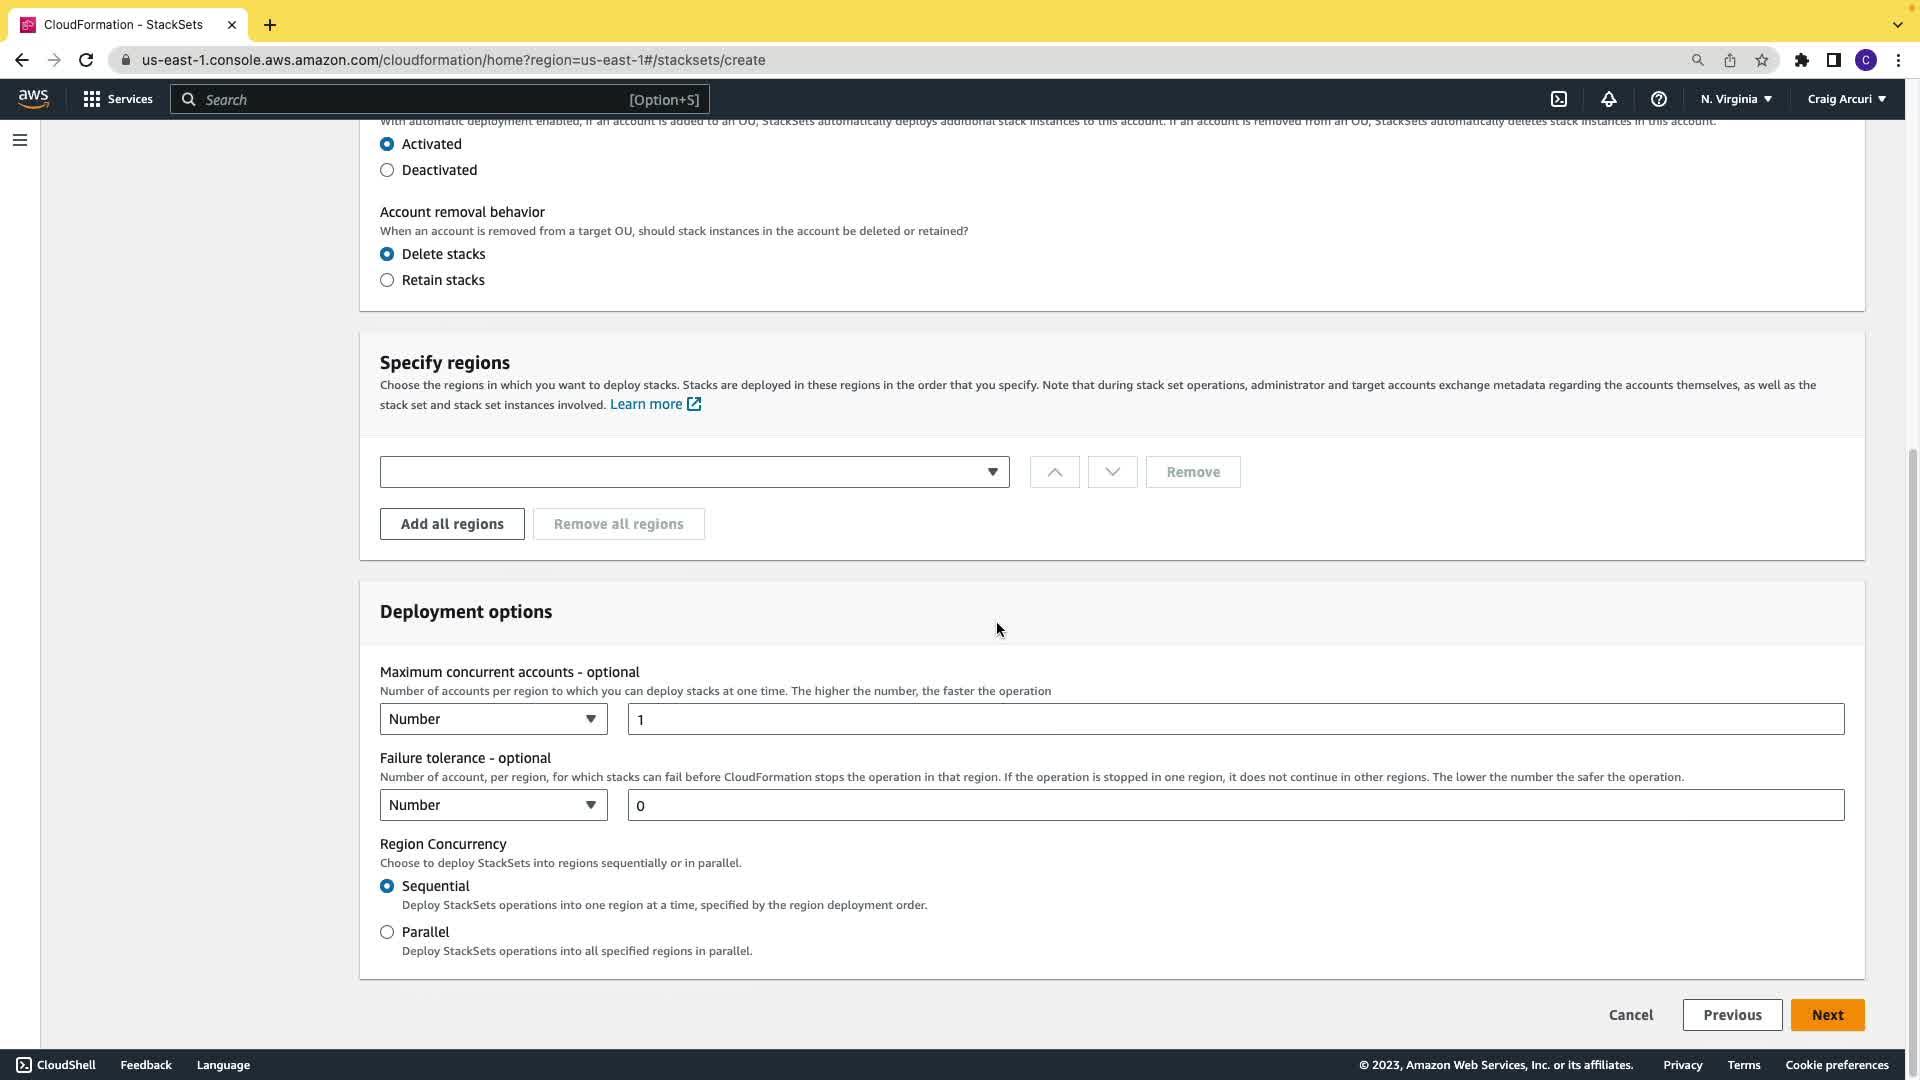 CloudFormation - StackSets
us-east-1.console.aws.amazon.com/cloudformation/home?region=us-east-1#/stacksets/create
C
aws
Services
Search
[Option+S]
N. Virginia
Craig Arcuri
With automatic deployment enabled, if an account is added to an OU, StackSets automatically deploys additional stack instances to this account. If an account is removed from an OU, StackSets automatically deletes stack instances in this account.
Activated
Deactivated
Account removal behavior
When an account is removed from a target OU, should stack instances in the account be deleted or retained?
Delete stacks
Retain stacks
Specify regions
Choose the regions in which you want to deploy stacks. Stacks are deployed in these regions in the order that you specify. Note that during stack set operations, administrator and target accounts exchange metadata regarding the accounts themselves, as well as the
stack set and stack set instances involved. Learn more
Remove
Add all regions
Remove all regions
Deployment options
Maximum concurrent accounts - optional
Number of accounts per region to which you can deploy stacks at one time. The higher the number, the faster the operation
Number
1
Failure tolerance - optional
Number of account, per region, for which stacks can fail before CloudFormation stops the operation in that region. If the operation is stopped in one region, it does not continue in other regions. The lower the number the safer the operation.
Number
0
Region Concurrency
Choose to deploy StackSets into regions sequentially or in parallel.
Sequential
Deploy StackSets operations into one region at a time, specified by the region deployment order.
Parallel
Deploy StackSets operations into all specified regions in parallel.
Cancel
Previous
Next
CloudShell
Feedback
Language
© 2023, Amazon Web Services, Inc. or its affiliates.
Privacy
Terms
Cookie preferences